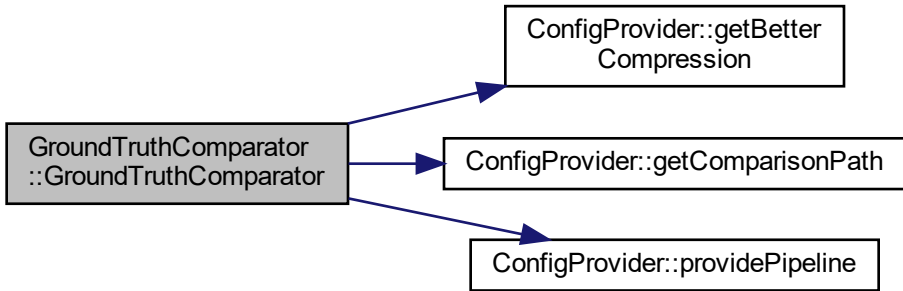 ConfigProvider::getBetter
Compression
GroundTruthComparator
::GroundTruthComparator
ConfigProvider::getComparisonPath
ConfigProvider::providePipeline